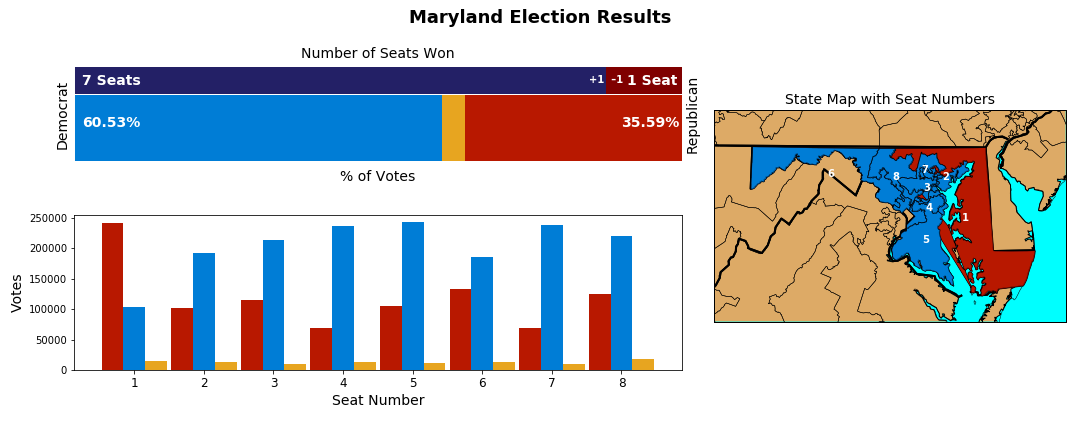 Maryland Election Results
Number of Seats Won
Democrat
7 Seats
+1
–1
1 Seat
60.53%
35.59%
Republican
% of Votes
State Map with Seat Numbers
6
8
7
2
3
4
1
5
Votes
250000
200000
150000
100000
50000
0
1 2 3 4 5 6 7 8
Seat Number